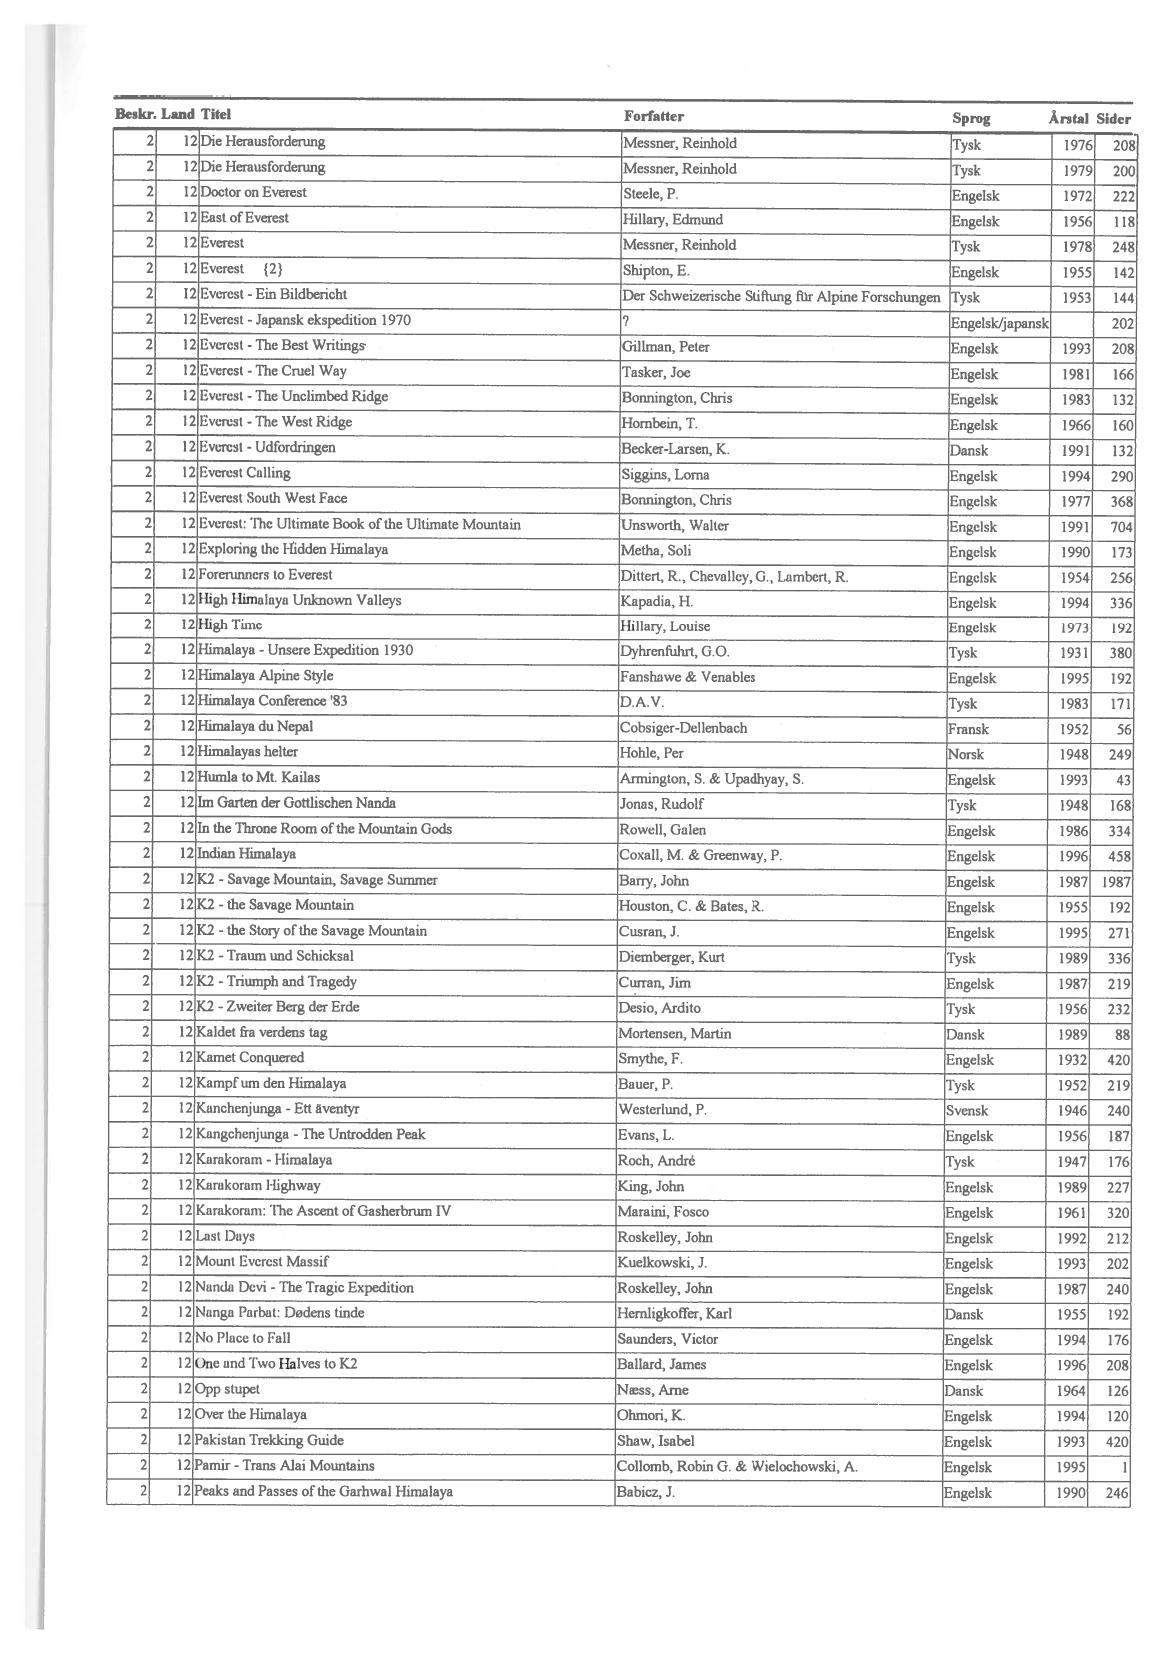 Beskr. Land Titel Forfatter Sprog Årstal Sider
2 12 Die Herausforderung Messner, Reinhold Tysk 1976 208
2 12 Die Herausforderung Messner, Reinhold Tysk 1979 200
2 12 Doctor on Everest Steele, P. Engelsk 1972 222
2 12 East of Everest Hillary, Edmund Engelsk 1956 118
2 12 Everest Messner, Reinhold Tysk 1978 248
2 12 Everest {2} Shipton, E. Engelsk 1955 142
2 12 Everest - Ein Bildbericht Der Schweizerische Stiftung für Alpine Forschungen Tysk 1953 144
2 12 Everest - Japansk ekspedition 1970 ? Engelsk/japansk 202
2 12 Everest - The Best Writings Gillman, Peter Engelsk 1993 208
2 12 Everest - The Cruel Way Tasker, Joe Engelsk 1981 166
2 12 Everest - The Unclimbed Ridge Bonnington, Chris Engelsk 1983 132
2 12 Everest - The West Ridge Hornbein, T. Engelsk 1966 160
2 12 Everest - Udfordringen Becker-Larsen, K. Dansk 1991 132
2 12 Everest Calling Siggins, Lorna Engelsk 1994 290
2 12 Everest South West Face Bonnington, Chris Engelsk 1977 368
2 12 Everest: The Ultimate Book of the Ultimate Mountain Unsworth, Walter Engelsk 1991 704
2 12 Exploring the Hidden Himalaya Metha, Soli Engelsk 1990 173
2 12 Forerunners to Everest Dittert, R., Chevalley, G., Lambert, R. Engelsk 1954 256
2 12 High Himalaya Unknown Valleys Kapadia, H. Engelsk 1994 336
2 12 High Time Hillary, Louise Engelsk 1973 192
2 12 Himalaya - Unsere Expedition 1930 Dyhrenfuhrt, G.O. Tysk 1931 380
2 12 Himalaya Alpine Style Fanshawe & Venables Engelsk 1995 192
2 12 Himalaya Conference '83 D.A.V. Tysk 1983 171
2 12 Himalaya du Nepal Cobsiger-Dellenbach Fransk 1952 56
2 12 Himalayas helter Hohle, Per Norsk 1948 249
2 12 Humla to Mt. Kailas Armington, S. & Upadhyay, S. Engelsk 1993 43
2 12 Im Garten der Gottlischen Nanda Jonas, Rudolf Tysk 1948 168
2 12 In the Throne Room of the Mountain Gods Rowell, Galen Engelsk 1986 334
2 12 Indian Himalaya Coxall, M. & Greenway, P. Engelsk 1996 458
2 12 K2 - Savage Mountain, Savage Summer Barry, John Engelsk 1987 1987
2 12 K2 - the Savage Mountain Houston, C. & Bates, R. Engelsk 1955 192
2 12 K2 - the Story of the Savage Mountain Cusran, J. Engelsk 1995 271
2 12 K2 - Traum und Schicksal Diemberger, Kurt Tysk 1989 336
2 12 K2 - Triumph and Tragedy Curran, Jim Engelsk 1987 219
2 12 K2 - Zweiter Berg der Erde Desio, Ardito Tysk 1956 232
2 12 Kaldet fra verdens tag Mortensen, Martin Dansk 1989 88
2 12 Kamet Conquered Smythe, F. Engelsk 1932 420
2 12 Kampf um den Himalaya Bauer, P. Tysk 1952 219
2 12 Kanchenjunga - Ett äventyr Westerlund, P. Svensk 1946 240
2 12 Kangchenjunga - The Untrodden Peak Evans, L. Engelsk 1956 187
2 12 Karakoram - Himalaya Roch, André Tysk 1947 176
2 12 Karakoram Highway King, John Engelsk 1989 227
2 12 Karakoram: The Ascent of Gasherbrum IV Maraini, Fosco Engelsk 1961 320
2 12 Last Days Roskelley, John Engelsk 1992 212
2 12 Mount Everest Massif Kuelkowski, J. Engelsk 1993 202
2 12 Nanda Devi - The Tragic Expedition Roskelley, John Engelsk 1987 240
2 12 Nanga Parbat: Dødens tinde Hernligkoffer, Karl Dansk 1955 192
2 12 No Place to Fall Saunders, Victor Engelsk 1994 176
2 12 One and Two Halves to K2 Ballard, James Engelsk 1996 208
2 12 Opp stupet Næss, Arne Dansk 1964 126
2 12 Over the Himalaya Ohmori, K. Engelsk 1994 120
2 12 Pakistan Trekking Guide Shaw, Isabel Engelsk 1993 420
2 12 Pamir - Trans Alai Mountains Collomb, Robin G. & Wielochowski, A. Engelsk 1995 1
2 12 Peaks and Passes of the Garhwal Himalaya Babicz, J. Engelsk 1990 246